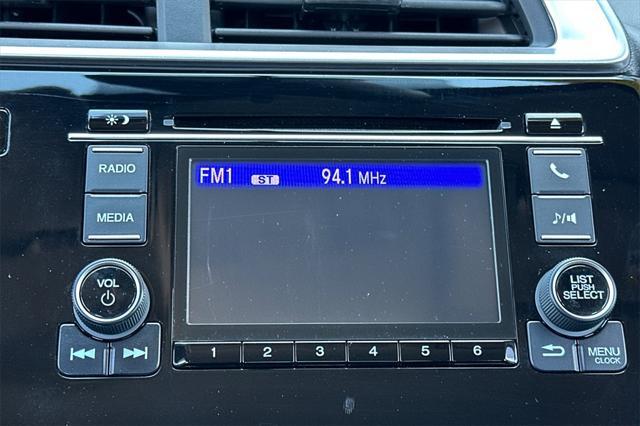 RADIO
MEDIA
VOL
FM1 ST 94.1 MHz
1 2 3 4 5 6
LIST
PUSH
SELECT
MENU
CLOCK